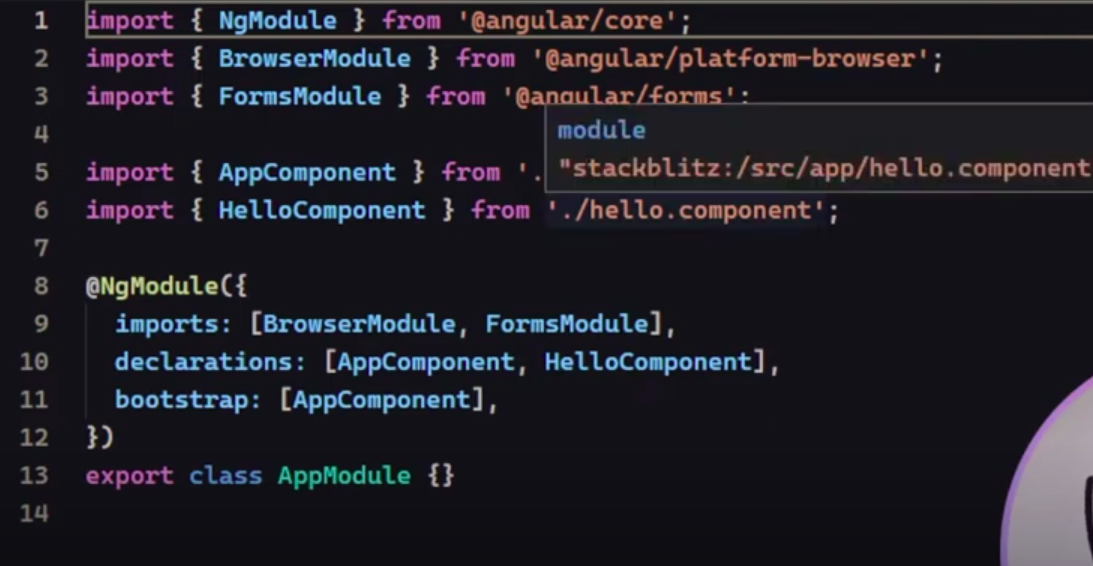 1 import { NgModule } from '@angular/core';
2 import { BrowserModule } from '@angular/platform-browser';
3 import { FormsModule } from '@angular/forms';
4
module
5 import { AppComponent } from '.
"stackblitz:/src/app/hello.component
6 import { HelloComponent } from './hello.component';
7
8 @NgModule({
9 imports: [BrowserModule, FormsModule],
10 declarations: [AppComponent, HelloComponent],
11 bootstrap: [AppComponent],
12 })
13 export class AppModule {}
14